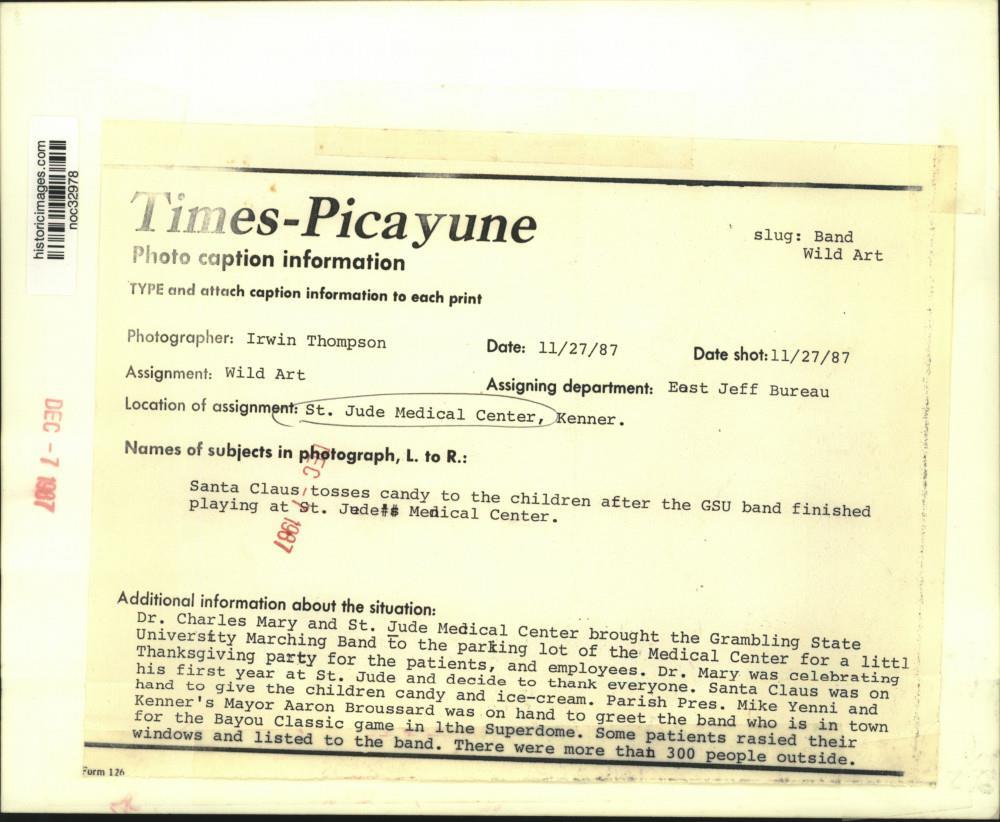 historicimages.com
noc32978
Times-Picayune
Photo caption information
slug: Band
Wild Art
TYPE and attach caption information to each print
Photographer: Irwin Thompson Date: 11/27/87 Date shot: 11/27/87
Assignment: Wild Art Assigning department: East Jeff Bureau
Location of assignment: St. Jude Medical Center, Kenner.
Names of subjects in photograph, L. to R.:
DEC - 7 1987
DEC - 7 1987
Santa Claus tosses candy to the children after the GSU band finished
playing at St. Jude Medical Center.
Additional information about the situation:
Dr. Charles Mary and St. Jude Medical Center brought the Grambling State
University Marching Band to the parking lot of the Medical Center for a littl
Thanksgiving party for the patients, and employees. Dr. Mary was celebrating
his first year at St. Jude and decide to thank everyone. Santa Claus was on
hand to give the children candy and ice-cream. Parish Pres. Mike Yenni and
Kenner's Mayor Aaron Broussard was on hand to greet the band who is in town
for the Bayou Classic game in lthe Superdome. Some patients rasied their
windows and listed to the band. There were more than 300 people outside.
Form 126